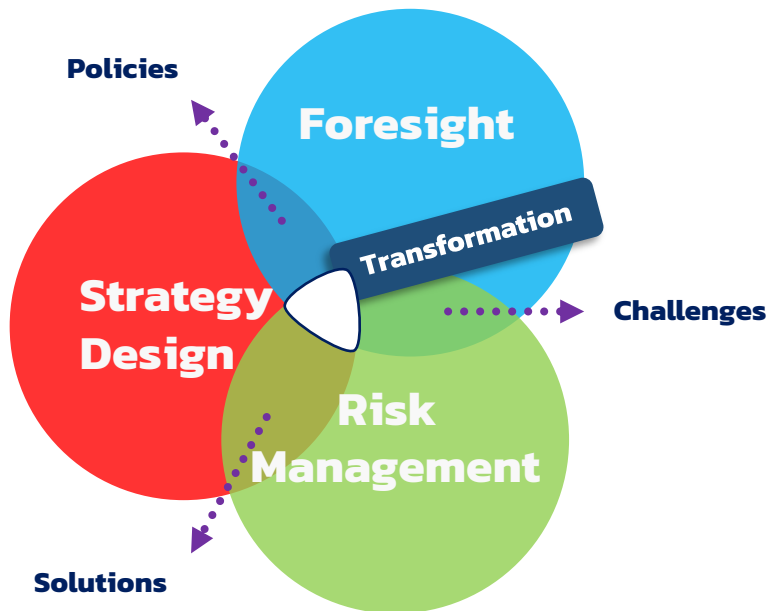 Policies
Foresight
Transformation
Strategy
Design
Challenges
Risk
Management
Solutions